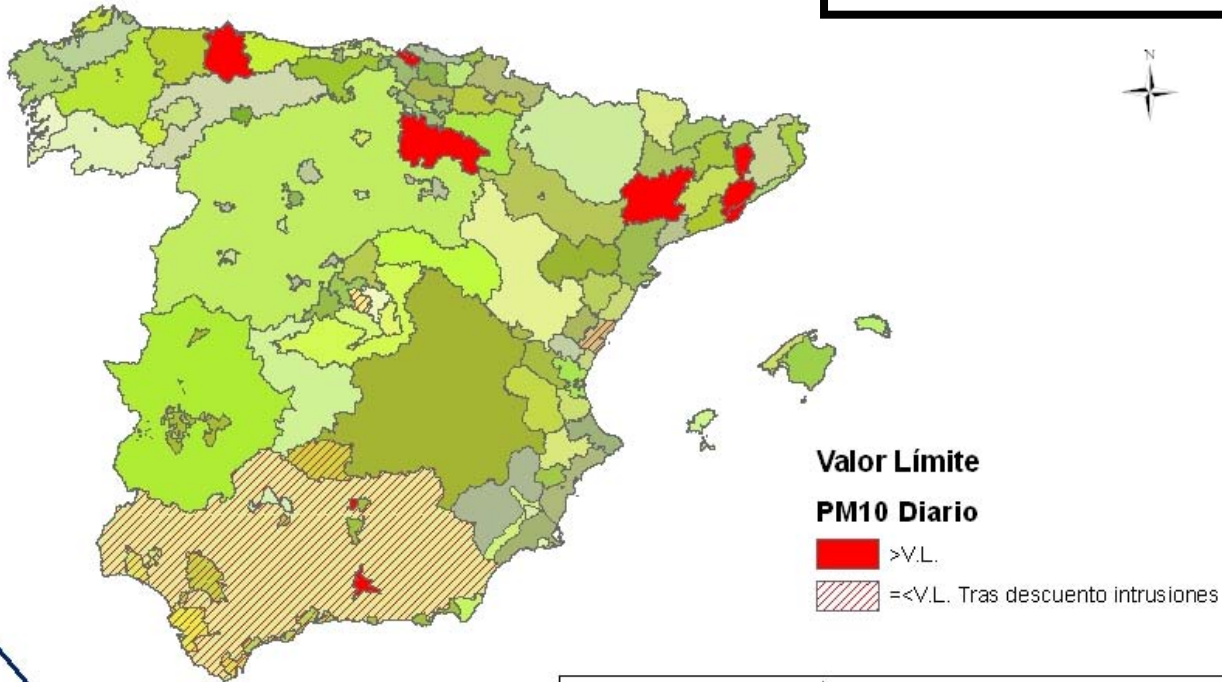 N
Valor Límite
PM10 Diario
>V.L.
=<V.L. Tras descuento intrusiones